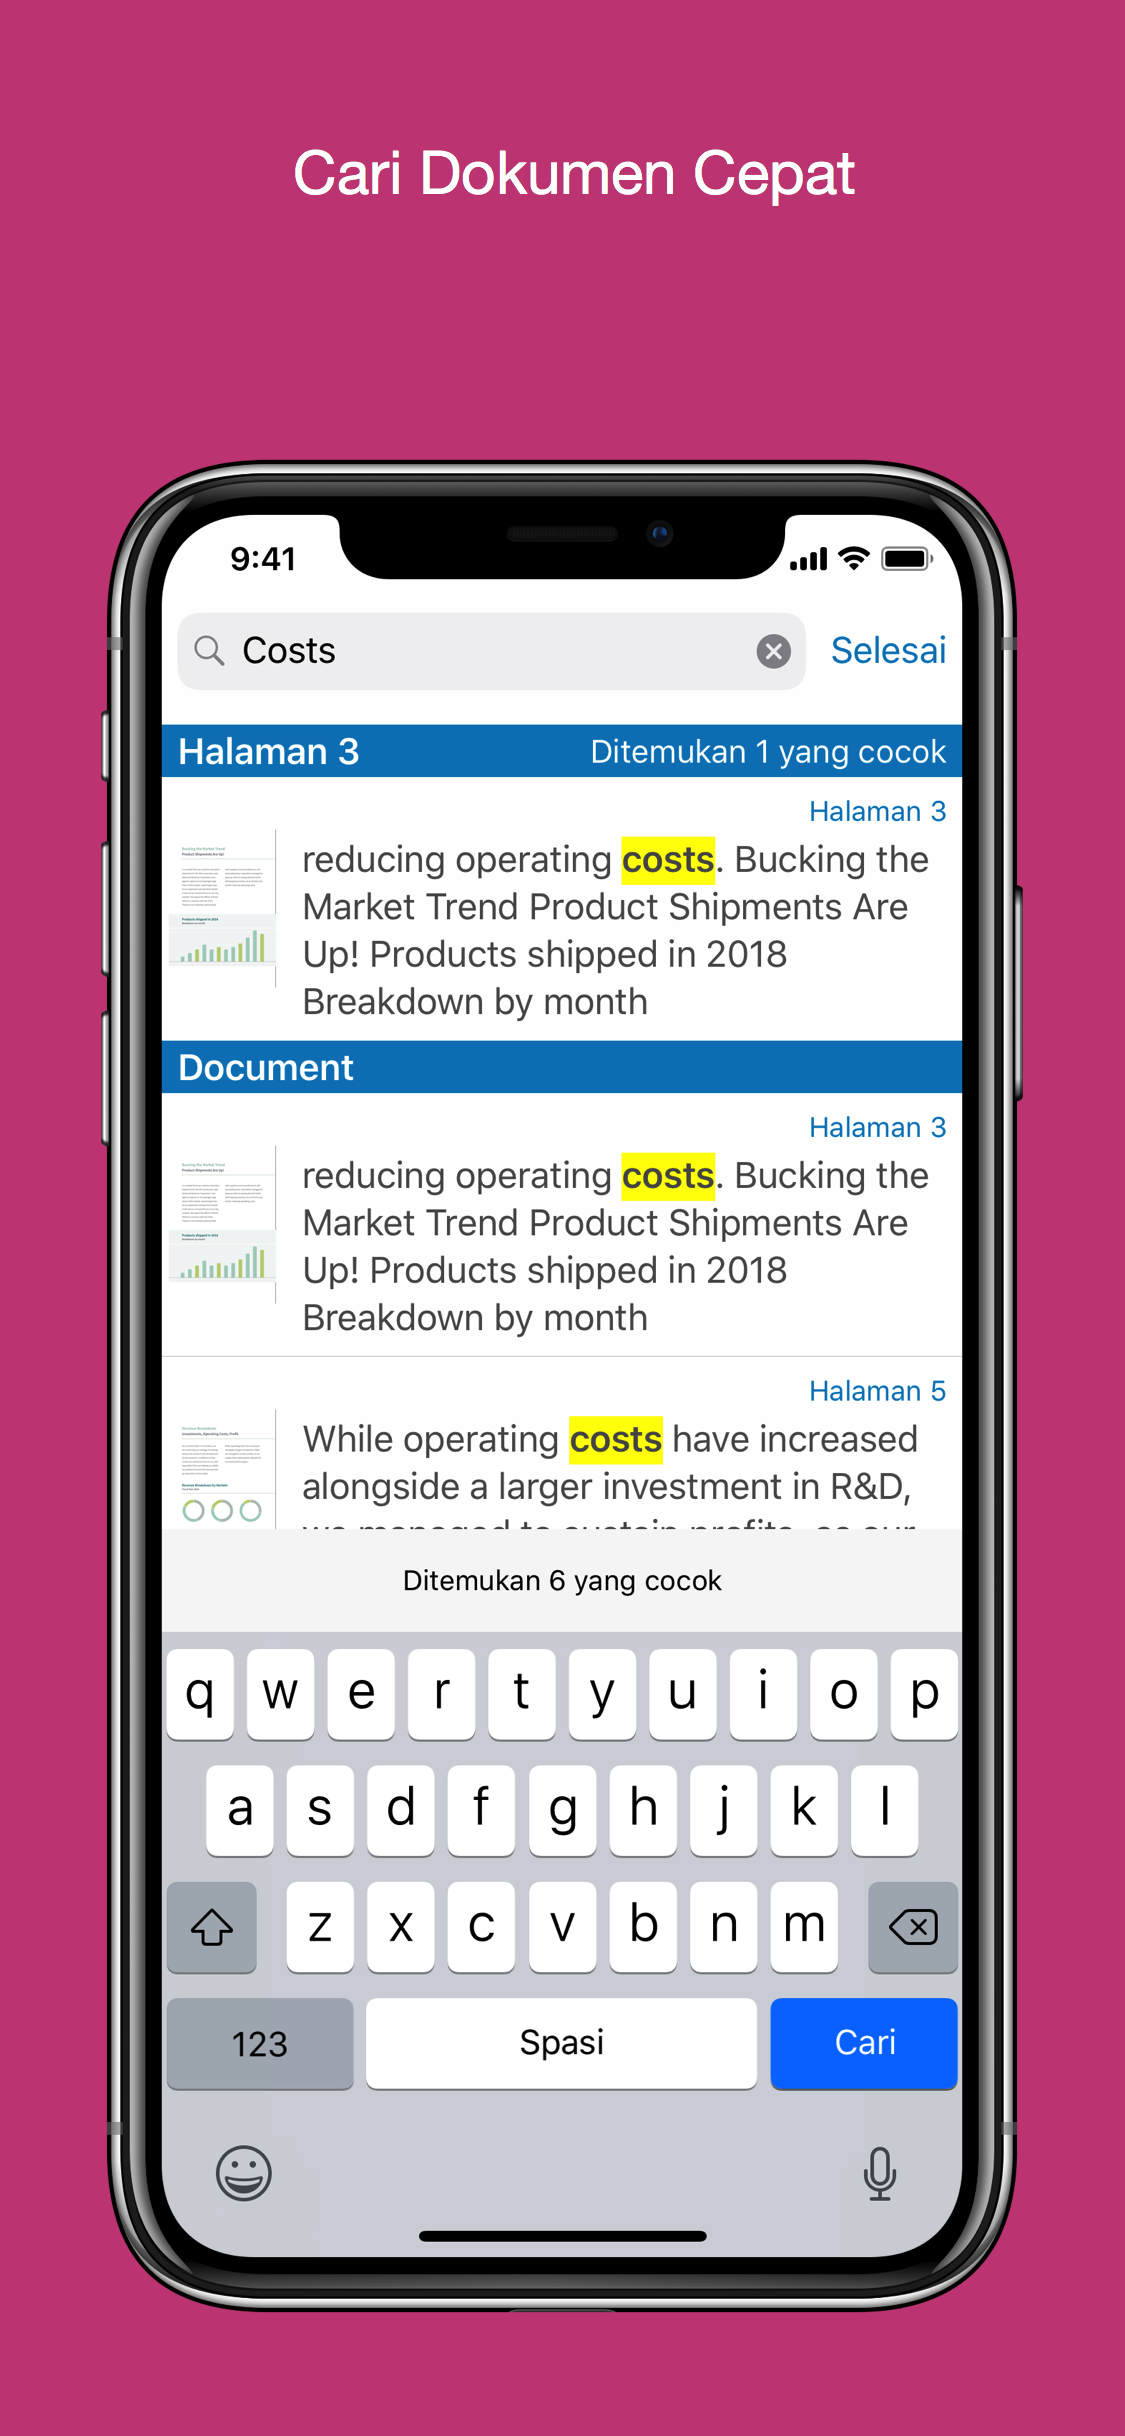 Cari Dokumen Cepat
9:41
Costs
Selesai
Halaman 3
Ditemukan 1 yang cocok
Halaman 3
reducing operating costs. Bucking the
Market Trend Product Shipments Are
Up! Products shipped in 2018
Breakdown by month
Document
Halaman 3
reducing operating costs. Bucking the
Market Trend Product Shipments Are
Up! Products shipped in 2018
Breakdown by month
Halaman 5
While operating costs have increased
alongside a larger investment in R&D,
Ditemukan 6 yang cocok
q w e r t y u i o p
a s d f g h j k l
z x c v b n m
123 Spasi Cari